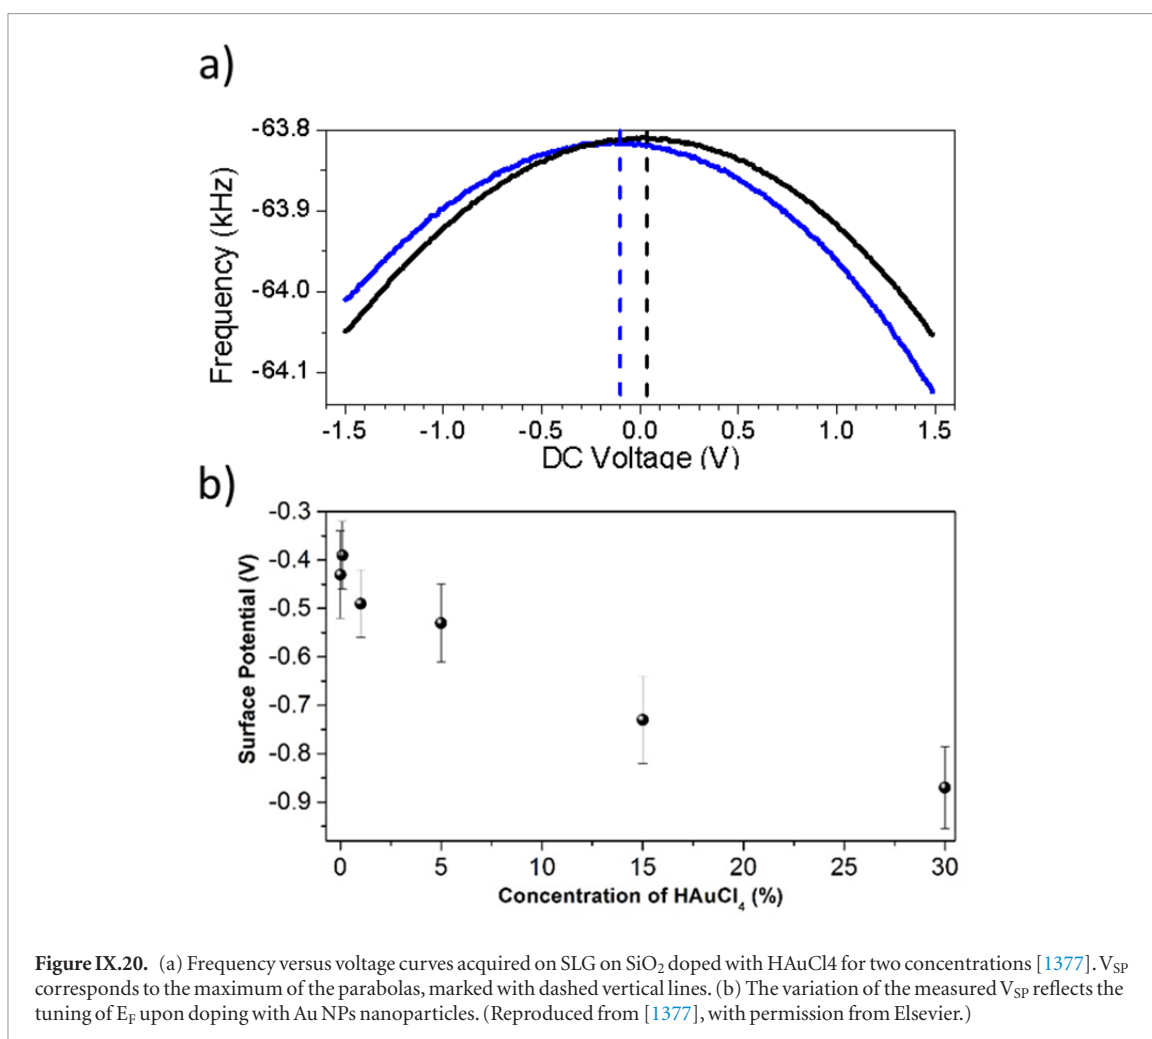 a)
-63.8
-63.9
-64.0
-64.1
Frequency (kHz)
-1.5 -1.0 -0.5 0.0 0.5 1.0 1.5
DC Voltage (V)
b)
-0.3
-0.4
-0.5
-0.6
-0.7
-0.8
-0.9
Surface Potential (V)
0 5 10 15 20 25 30
Concentration of HAuCl4 (%)
Figure IX.20. (a) Frequency versus voltage curves acquired on SLG on SiO2 doped with HAuCl4 for two concentrations [1377]. VSP
corresponds to the maximum of the parabolas, marked with dashed vertical lines. (b) The variation of the measured VSP reflects the
tuning of EF upon doping with Au NPs nanoparticles. (Reproduced from [1377], with permission from Elsevier.)